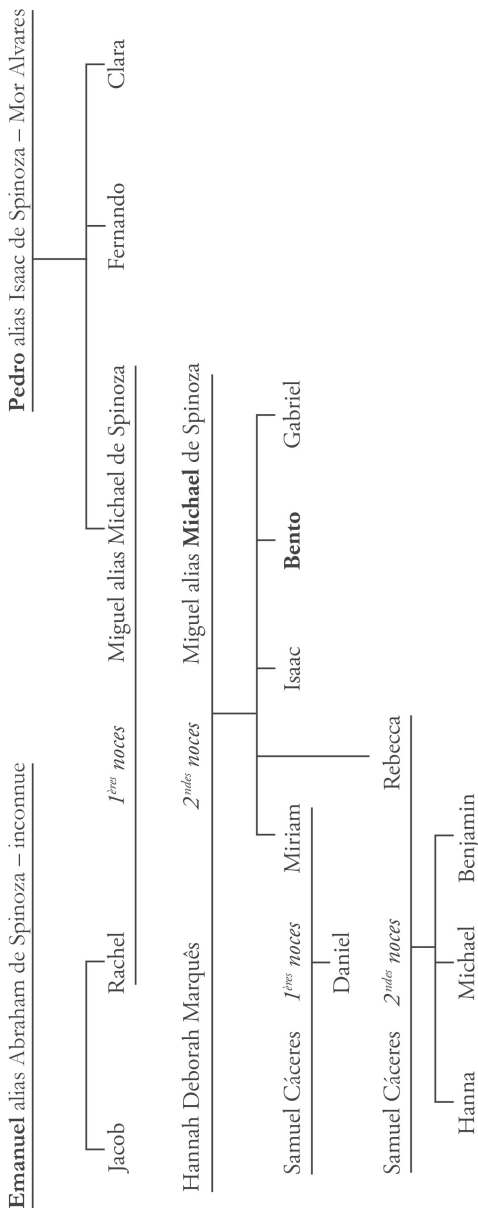 Emanuel alias Abraham de Spinoza – inconnue
Pedro alias Isaac de Spinoza – Mor Alvares
Jacob
Rachel
1ères noces
Miguel alias Michael de Spinoza
Fernando
Clara
Hannah Deborah Marquês
2ndes noces
Miguel alias Michael de Spinoza
Samuel Cáceres
1ères noces
Miriam
Isaac
Bento
Gabriel
Daniel
Samuel Cáceres
2ndes noces
Rebecca
Hanna
Michael
Benjamin